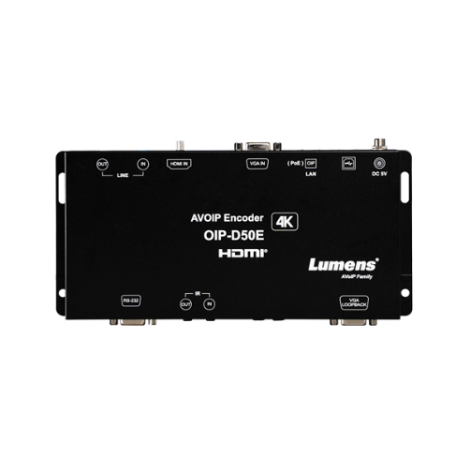 OUT IN HDMI IN VGA IN (PoE) OIP
LINE LAN DC 5V
AVOIP Encoder 4K
OIP-D50E
HDMI®
Lumens®
AVoIP Family
RS-232 IR OUT IN VGA
LOOPBACK